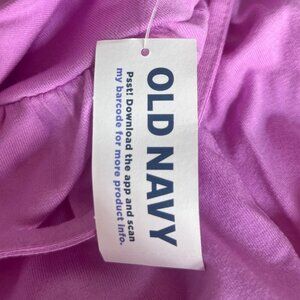 OLD NAVY
Psst! Download the app and scan
my barcode for more product info.